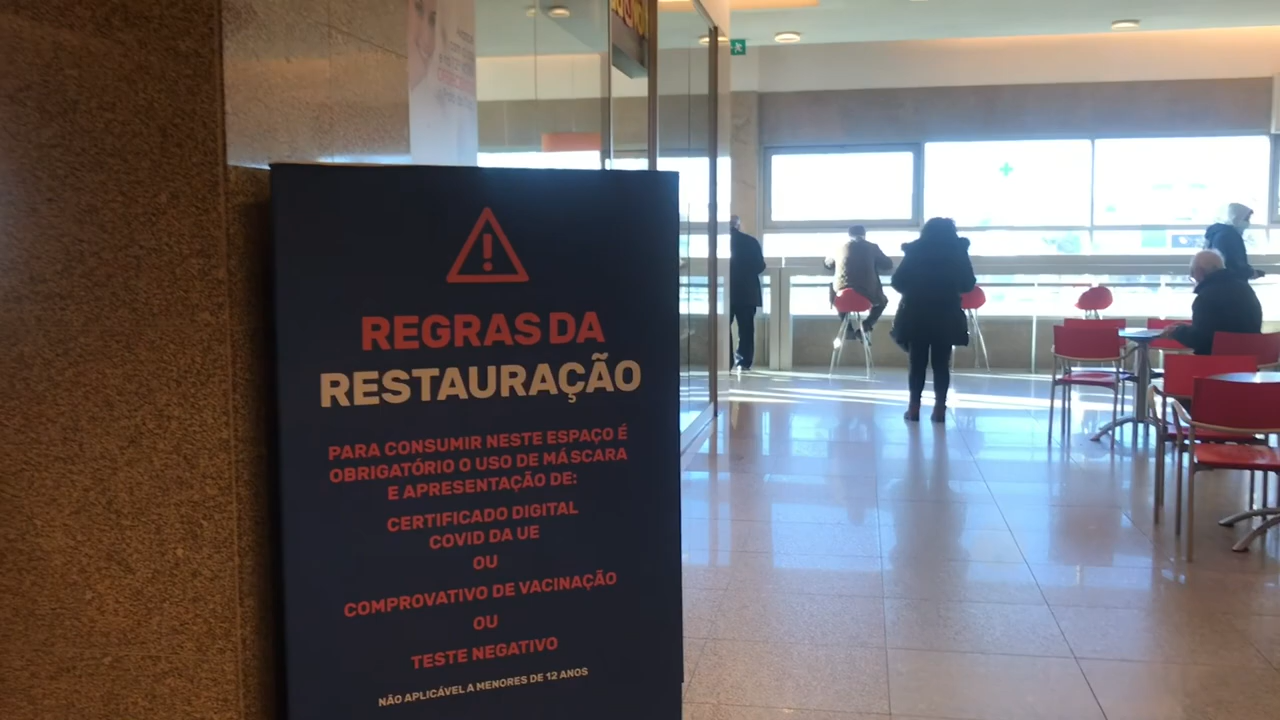 REGRAS DA
RESTAURAÇÃO
PARA CONSUMIR NESTE ESPAÇO É
OBRIGATÓRIO O USO DE MÁSCARA
E APRESENTAÇÃO DE:
CERTIFICADO DIGITAL
COVID DA UE
OU
COMPROVATIVO DE VACINAÇÃO
OU
TESTE NEGATIVO
NÃO APLICÁVEL A MENORES DE 12 ANOS